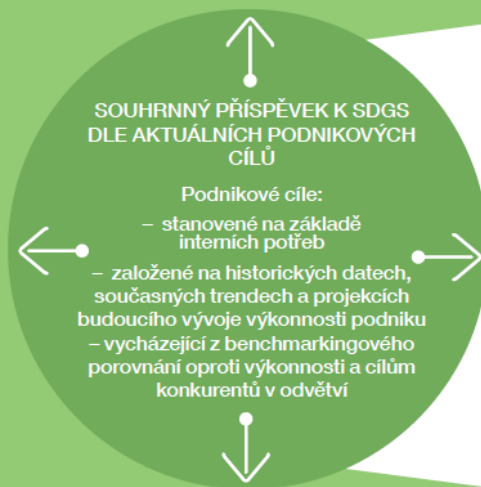 SOUHRNNÝ PŘÍSPĚVEK K SDGS
DLE AKTUÁLNÍCH PODNIKOVÝCH
CÍLŮ
Podnikové cíle:
– stanovené na základě
interních potřeb
– založené na historických datech,
současných trendech a projekcích
budoucího vývoje výkonnosti podniku
– vycházející z benchmarkingového
porovnání oproti výkonnosti a cílům
konkurentů v odvětví